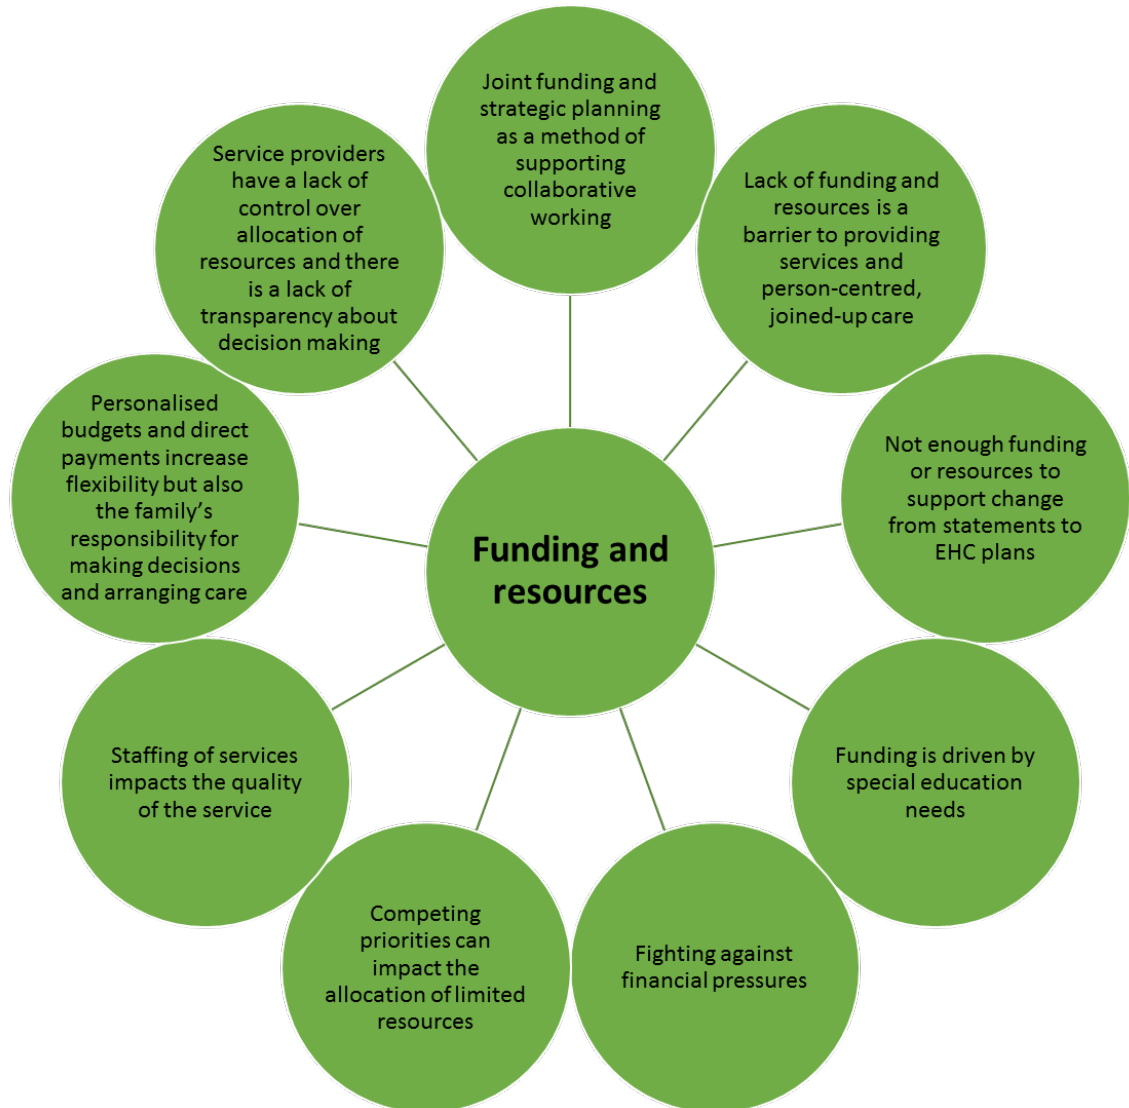 Joint funding and
strategic planning
as a method of
supporting
collaborative
working
Lack of funding and
resources is a
barrier to providing
services and
person-centred,
joined-up care
Not enough funding
or resources to
support change
from statements to
EHC plans
Funding is driven by
special education
needs
Fighting against
financial pressures
Competing
priorities can
impact the
allocation of limited
resources
Staffing of services
impacts the quality
of the service
Personalised
budgets and direct
payments increase
flexibility but also
the family’s
responsibility for
making decisions
and arranging care
Service providers
have a lack of
control over
allocation of
resources and there
is a lack of
transparency about
decision making
Funding and
resources